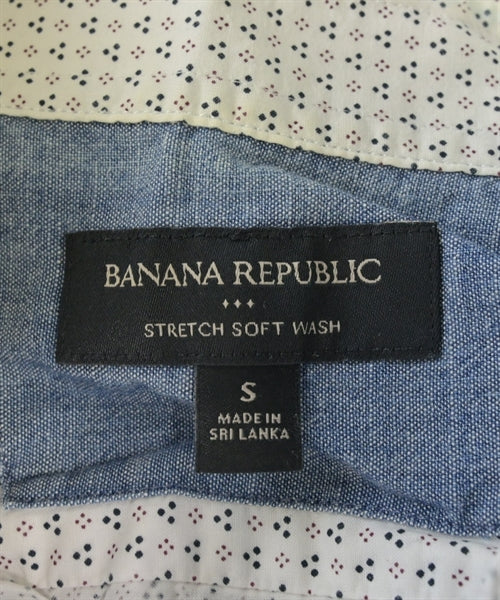 BANANA REPUBLIC
STRETCH SOFT WASH
S
MADE IN
SRI LANKA